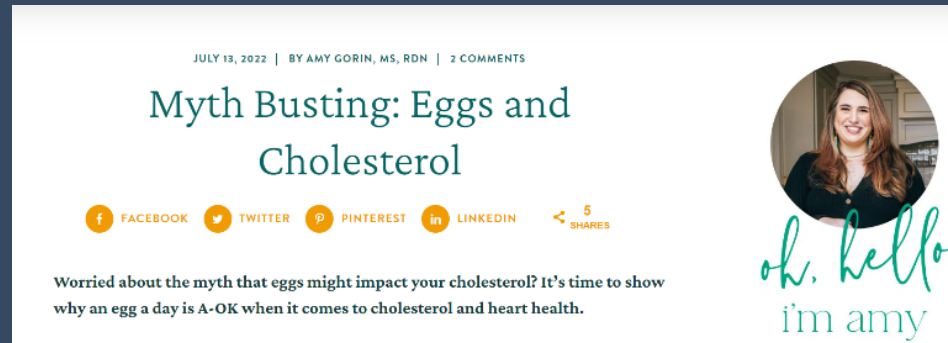 JULY 13, 2022 | BY AMY GORIN, MS, RDN | 2 COMMENTS
Myth Busting: Eggs and
Cholesterol
FACEBOOK TWITTER PINTEREST LINKEDIN 5 SHARES
Worried about the myth that eggs might impact your cholesterol? It's time to show
why an egg a day is A-OK when it comes to cholesterol and heart health.
oh, hello
i'm amy